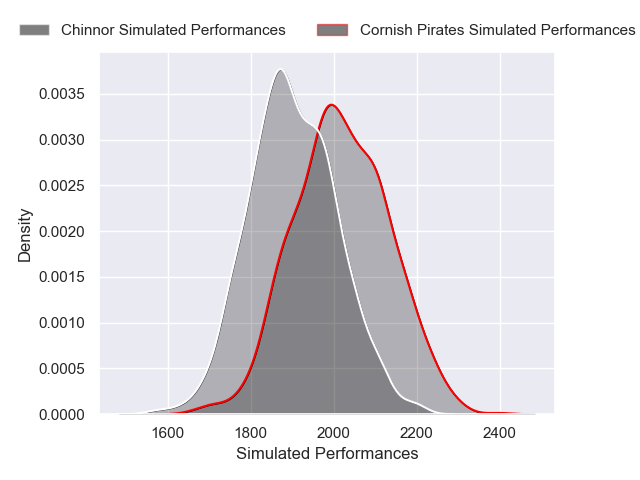 Chinnor Simulated Performances
Cornish Pirates Simulated Performances
0.0035
0.0030
0.0025
0.0020
0.0015
0.0010
0.0005
0.0000
Density
1600 1800 2000 2200 2400
Simulated Performances